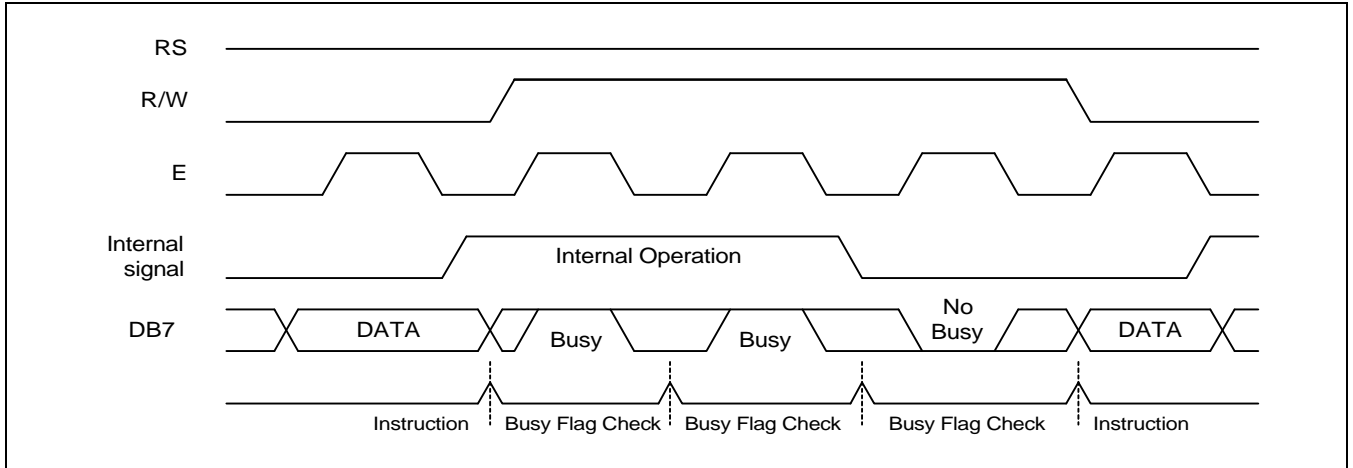 RS
R/W
E
Internal
signal
Internal Operation
DB7
DATA
Busy
Busy
No
Busy
DATA
Instruction
Busy Flag Check
Busy Flag Check
Busy Flag Check
Instruction